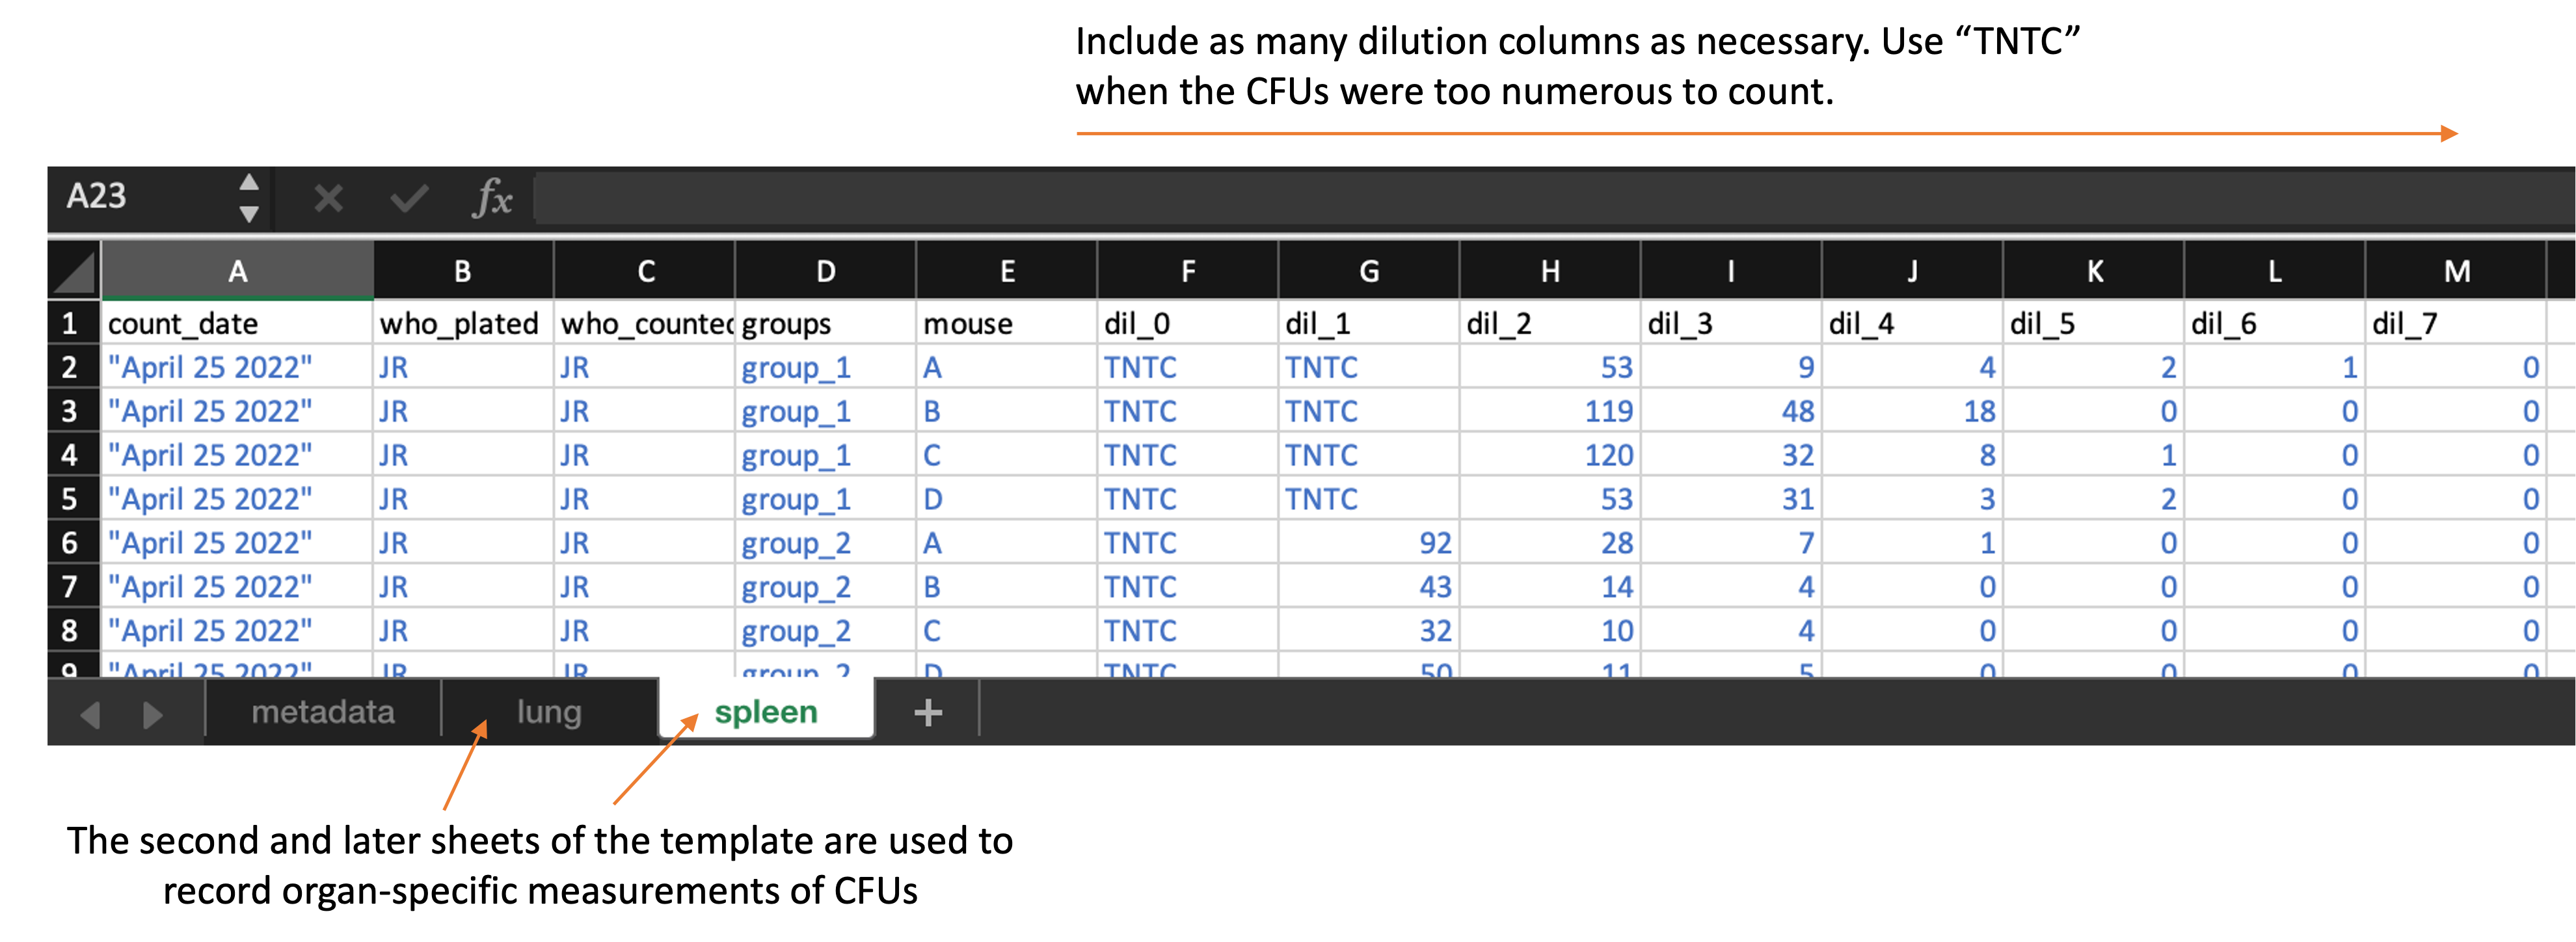 Include as many dilution columns as necessary. Use “TNTC”
when the CFUs were too numerous to count.
A23 fx
A B C D E F G H I J K L M
1 count_date who_plated who_counted groups mouse dil_0 dil_1 dil_2 dil_3 dil_4 dil_5 dil_6 dil_7
2 "April 25 2022" JR JR group_1 A TNTC TNTC 53 9 4 2 1 0
3 "April 25 2022" JR JR group_1 B TNTC TNTC 119 48 18 0 0 0
4 "April 25 2022" JR JR group_1 C TNTC TNTC 120 32 8 1 0 0
5 "April 25 2022" JR JR group_1 D TNTC TNTC 53 31 3 2 0 0
6 "April 25 2022" JR JR group_2 A TNTC 92 28 7 1 0 0 0
7 "April 25 2022" JR JR group_2 B TNTC 43 14 4 0 0 0 0
8 "April 25 2022" JR JR group_2 C TNTC 32 10 4 0 0 0 0
9 "April 25 2022" JR JR group_2 D TNTC 50 11 5 0 0 0 0
metadata lung spleen +
The second and later sheets of the template are used to
record organ-specific measurements of CFUs